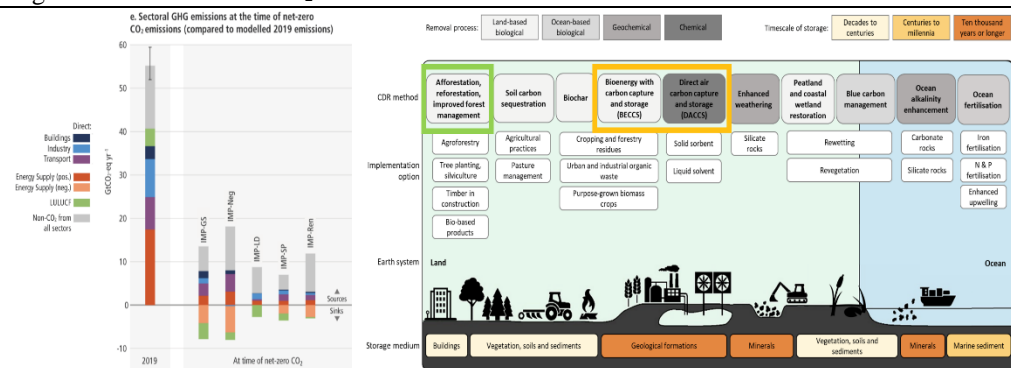 e. Sectoral GHG emissions at the time of net-zero
CO₂ emissions (compared to modelled 2019 emissions)
60
50
40
30
20
10
0
-10
GtCO₂-eq yr⁻¹
Direct:
Buildings
Industry
Transport
Energy Supply (pos.)
Energy Supply (neg.)
LULUCF
Non-CO₂ from
all sectors
IMP-GS
IMP-Neg
IMP-LD
IMP-SP
IMP-Ren
Sources
Sinks
2019
At time of net-zero CO₂
Removal process:
Land-based
biological
Ocean-based
biological
Geochemical
Chemical
Timescale of storage:
Decades to
centuries
Centuries to
millennia
Ten thousand
years or longer
CDR method
Afforestation,
reforestation,
improved forest
management
Soil carbon
sequestration
Biochar
Bioenergy with
carbon capture
and storage
(BECCS)
Direct air
carbon capture
and storage
(DACCS)
Enhanced
weathering
Peatland
and coastal
wetland
restoration
Blue carbon
management
Ocean
alkalinity
enhancement
Ocean
fertilisation
Implementation
option
Agroforestry
Tree planting,
silviculture
Timber in
construction
Bio-based
products
Agricultural
practices
Pasture
management
Cropping and forestry
residues
Urban and industrial organic
waste
Purpose-grown biomass
crops
Solid sorbent
Liquid solvent
Silicate
rocks
Rewetting
Revegetation
Carbonate
rocks
Silicate rocks
Iron
fertilisation
N & P
fertilisation
Enhanced
upwelling
Earth system
Land
Ocean
Storage medium
Buildings
Vegetation, soils and sediments
Geological formations
Minerals
Vegetation, soils and
sediments
Minerals
Marine sediment